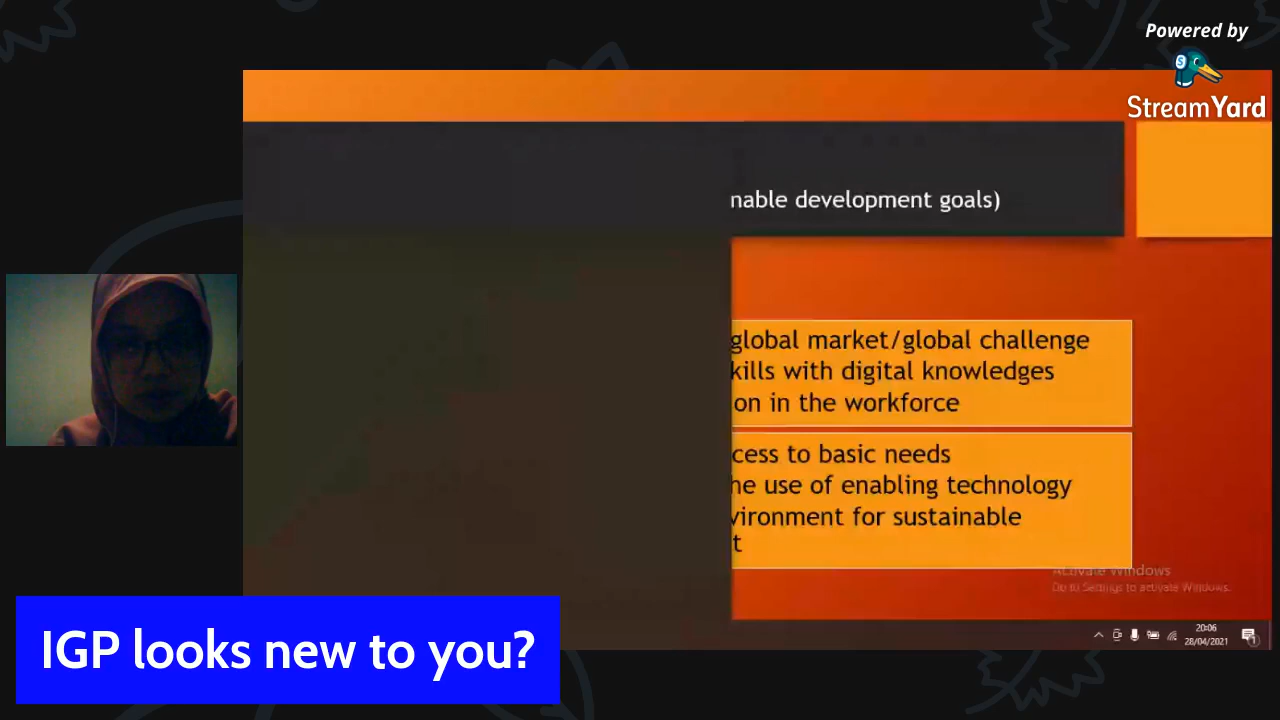 Powered by
StreamYard
nable development goals)
global market/global challenge
kills with digital knowledges
on in the workforce
cess to basic needs
he use of enabling technology
vironment for sustainable
t
Activate Windows
Go to Settings to activate Windows.
20:06
28/04/2021
IGP looks new to you?